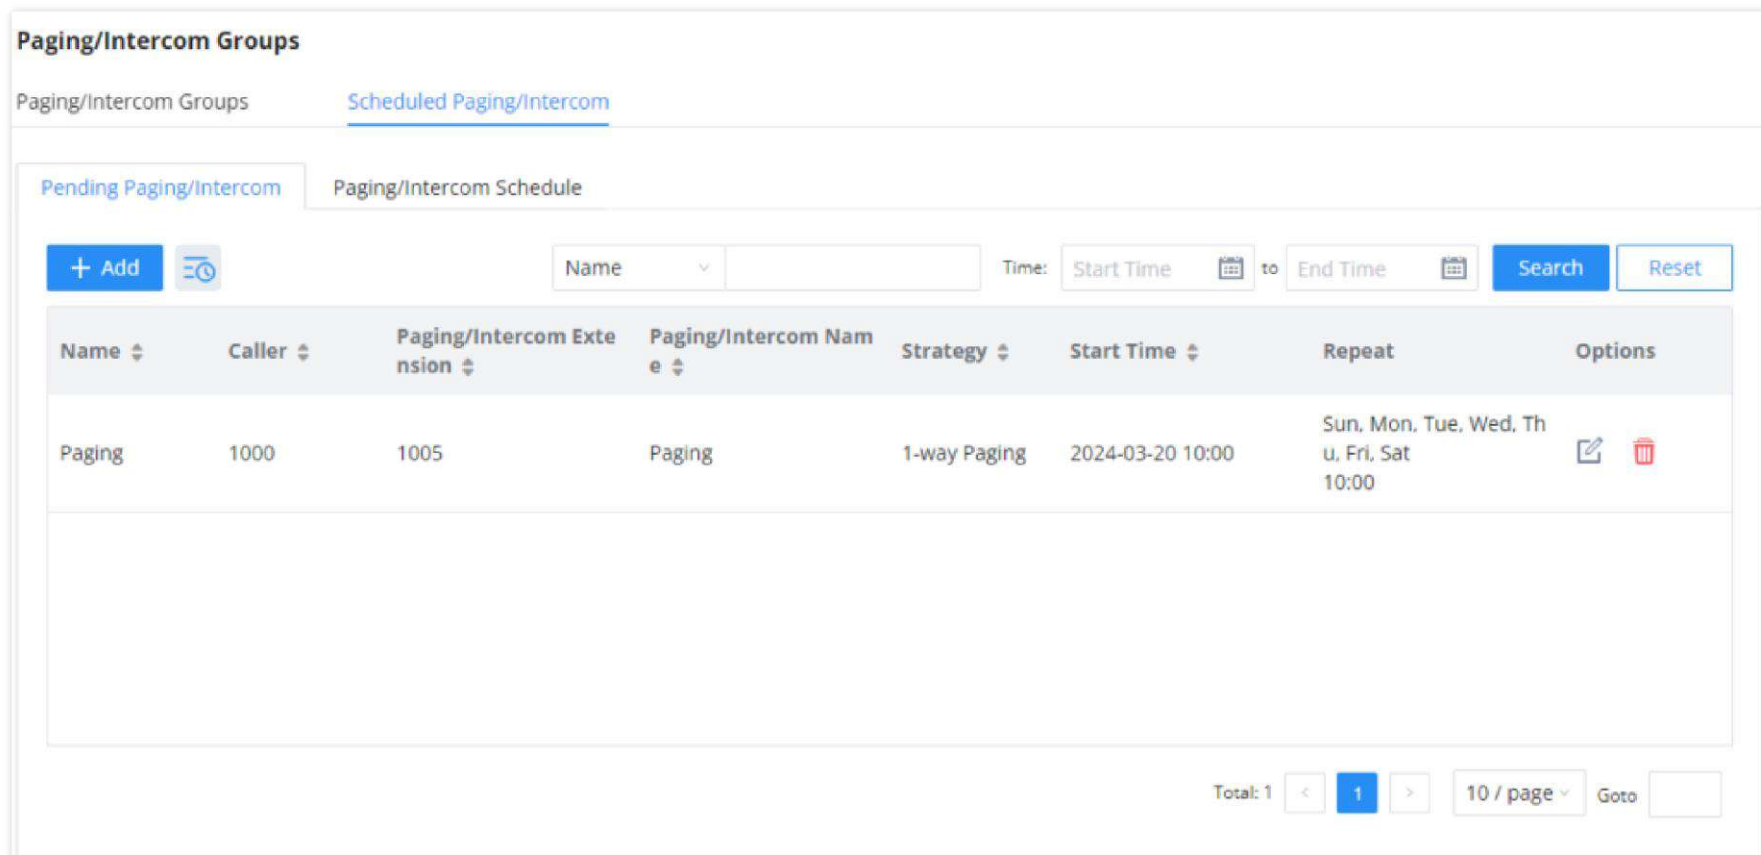 Paging/Intercom Groups
Paging/Intercom Groups Scheduled Paging/Intercom
Pending Paging/Intercom Paging/Intercom Schedule
+ Add Name Time: Start Time to End Time Search Reset
Name Caller Paging/Intercom Exte Paging/Intercom Nam Strategy Start Time Repeat Options
nsion e
Sun, Mon, Tue, Wed, Th
Paging 1000 1005 Paging 1-way Paging 2024-03-20 10:00 u, Fri, Sat
10:00
Total: 1 < 1 > 10 / page Goto